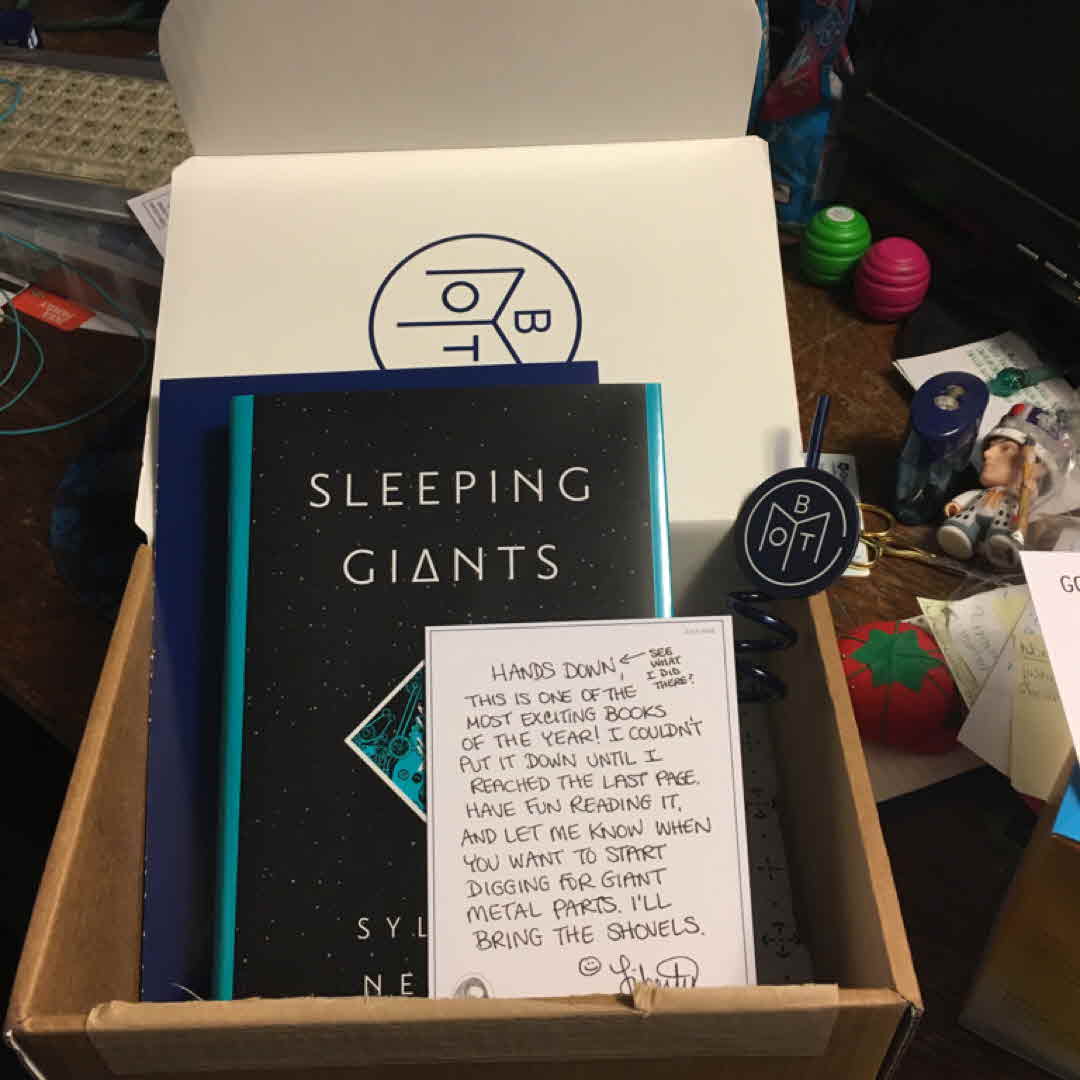 B
O T
SLEEPING
GIANTS
SYL
NE
B
O T
HANDS DOWN,
← SEE
WHAT
I DID
THERE?
THIS IS ONE OF THE
MOST EXCITING BOOKS
OF THE YEAR! I COULDN'T
PUT IT DOWN UNTIL I
REACHED THE LAST PAGE.
HAVE FUN READING IT,
AND LET ME KNOW WHEN
YOU WANT TO START
DIGGING FOR GIANT
METAL PARTS. I'LL
BRING THE SHOVELS.
☺ Liberty
GO